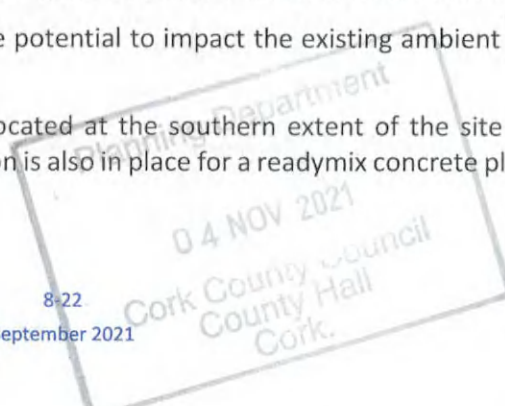 e potential to impact the existing ambient
ocated at the southern extent of the site
on is also in place for a readymix concrete pl
Planning Department
04 NOV 2021
Cork County Council
County Hall
Cork.
8-22
eptember 2021